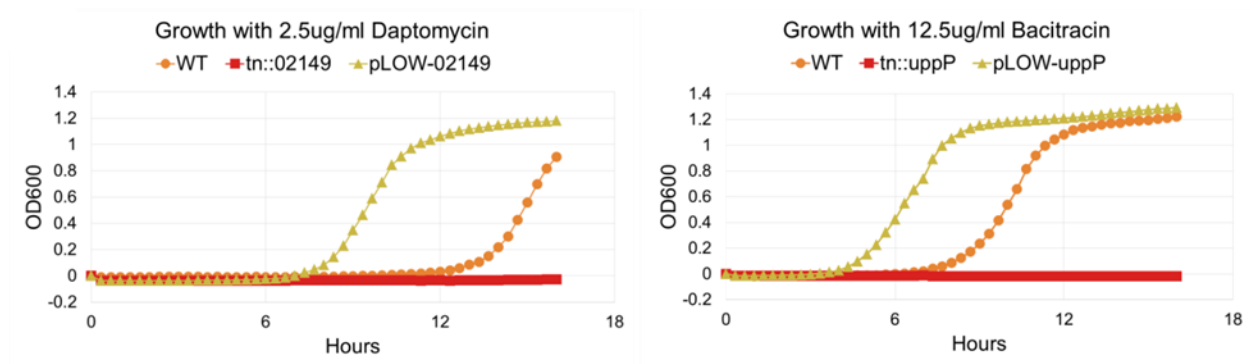 Growth with 2.5ug/ml Daptomycin
WT tn::02149 pLOW-02149
1.4
1.2
1
0.8
0.6
0.4
0.2
0
-0.2
OD600
0 6 12 18
Hours
Growth with 12.5ug/ml Bacitracin
WT tn::uppP pLOW-uppP
1.4
1.2
1
0.8
0.6
0.4
0.2
0
-0.2
OD600
0 6 12 18
Hours